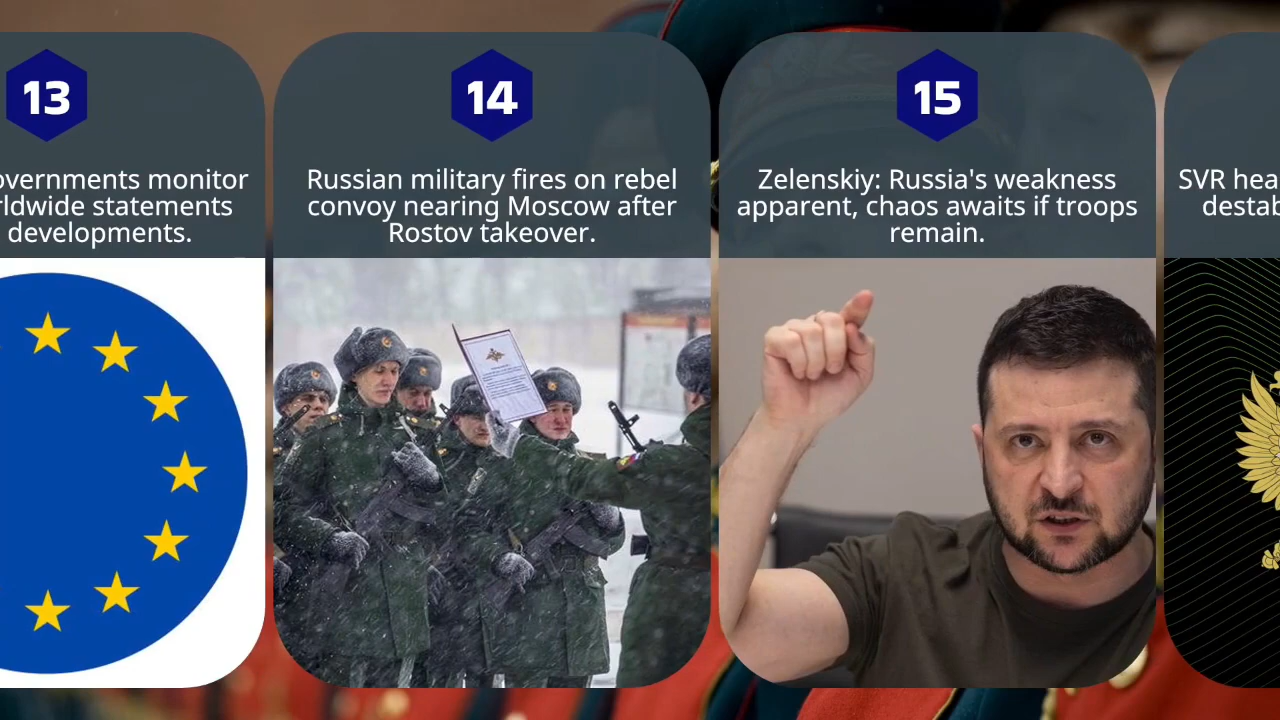 13
overnments monitor
rldwide statements
developments.
14
Russian military fires on rebel
convoy nearing Moscow after
Rostov takeover.
15
Zelenskiy: Russia's weakness
apparent, chaos awaits if troops
remain.
SVR hea
destab